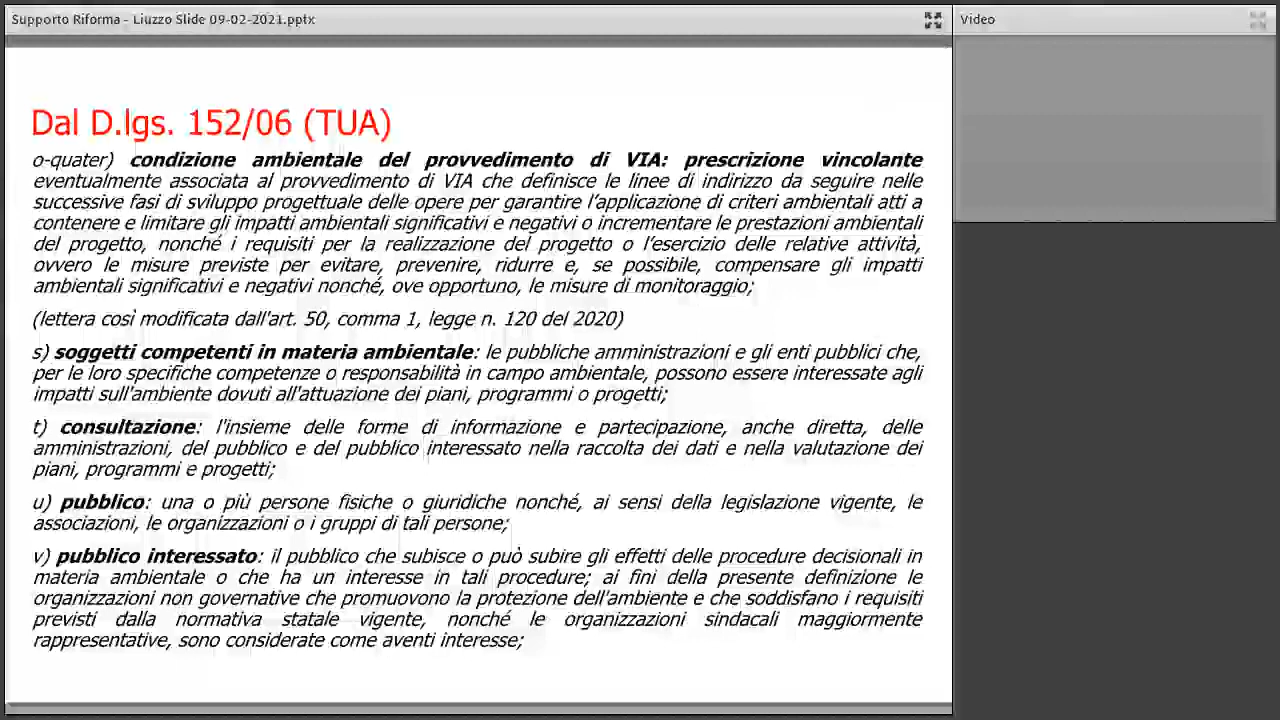 Supporto Riforma - Liuzzo Slide 09-02-2021.pptx
Video
Dal D.lgs. 152/06 (TUA)
o-quater) condizione ambientale del provvedimento di VIA: prescrizione vincolante
eventualmente associata al provvedimento di VIA che definisce le linee di indirizzo da seguire nelle
successive fasi di sviluppo progettuale delle opere per garantire l'applicazione di criteri ambientali atti a
contenere e limitare gli impatti ambientali significativi e negativi o incrementare le prestazioni ambientali
del progetto, nonché i requisiti per la realizzazione del progetto o l'esercizio delle relative attività,
ovvero le misure previste per evitare, prevenire, ridurre e, se possibile, compensare gli impatti
ambientali significativi e negativi nonché, ove opportuno, le misure di monitoraggio;
(lettera così modificata dall'art. 50, comma 1, legge n. 120 del 2020)
s) soggetti competenti in materia ambientale: le pubbliche amministrazioni e gli enti pubblici che,
per le loro specifiche competenze o responsabilità in campo ambientale, possono essere interessate agli
impatti sull'ambiente dovuti all'attuazione dei piani, programmi o progetti;
t) consultazione: l'insieme delle forme di informazione e partecipazione, anche diretta, delle
amministrazioni, del pubblico e del pubblico interessato nella raccolta dei dati e nella valutazione dei
piani, programmi e progetti;
u) pubblico: una o più persone fisiche o giuridiche nonché, ai sensi della legislazione vigente, le
associazioni, le organizzazioni o i gruppi di tali persone;
v) pubblico interessato: il pubblico che subisce o può subire gli effetti delle procedure decisionali in
materia ambientale o che ha un interesse in tali procedure; ai fini della presente definizione le
organizzazioni non governative che promuovono la protezione dell'ambiente e che soddisfano i requisiti
previsti dalla normativa statale vigente, nonché le organizzazioni sindacali maggiormente
rappresentative, sono considerate come aventi interesse;